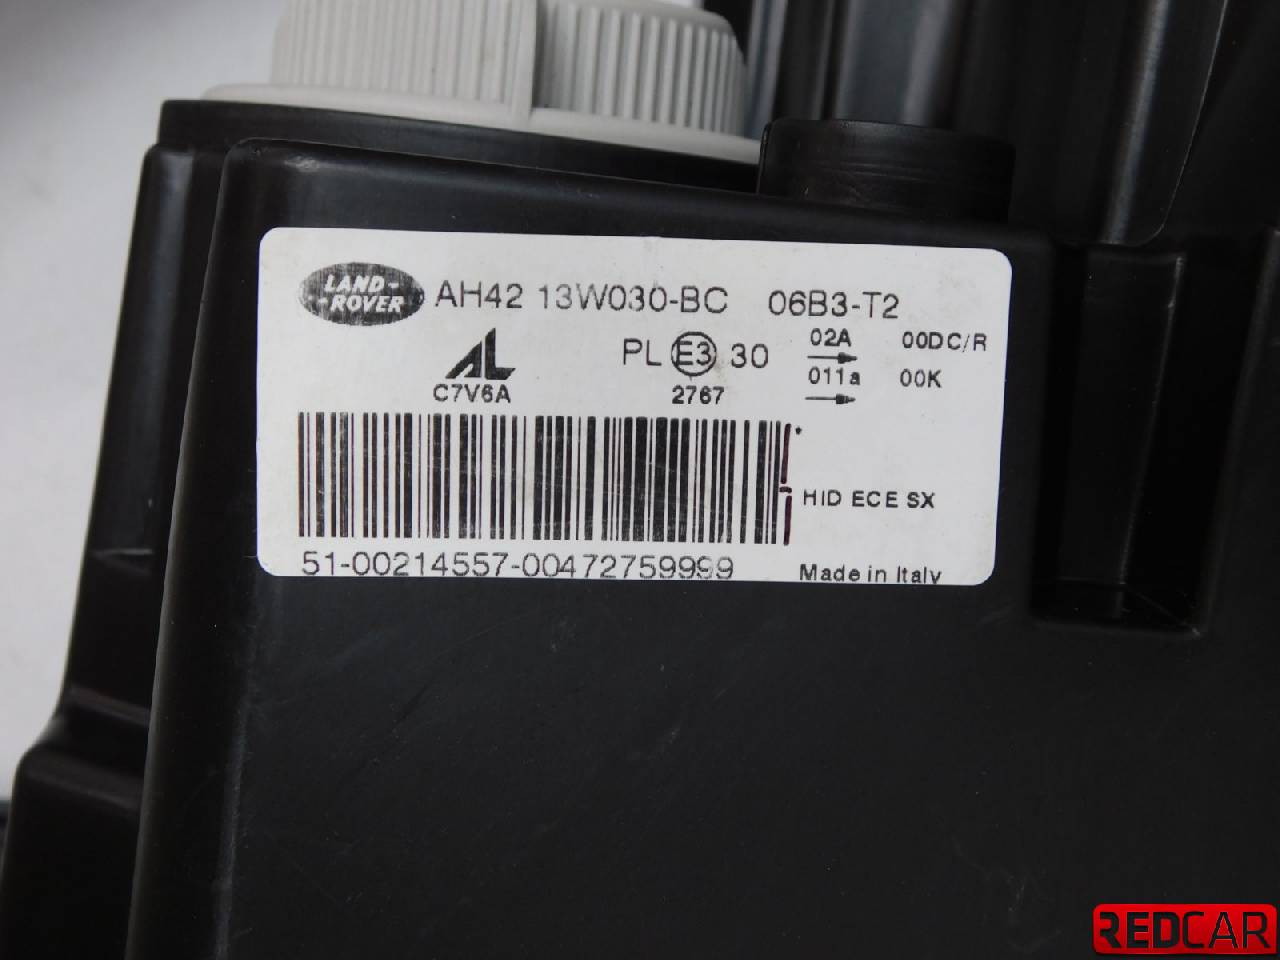 LAND-
-ROVER
AH42 13W030-BC 06B3-T2
AL
C7V6A
PL E3 30
2767
02A 00DC/R
011a 00K
HID ECE SX
51-00214557-00472759999
Made in Italy
REDCAR